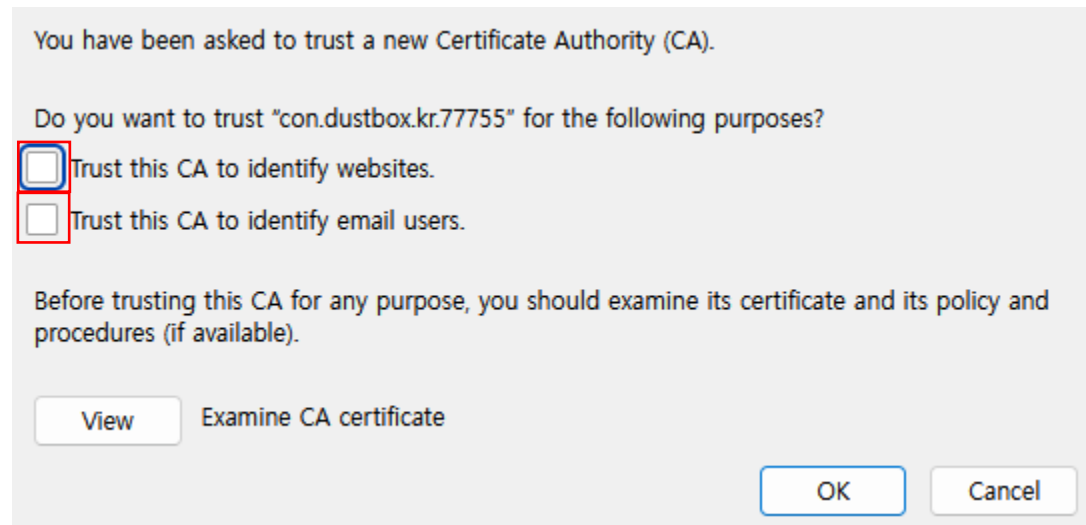 You have been asked to trust a new Certificate Authority (CA).
Do you want to trust "con.dustbox.kr.77755" for the following purposes?
Trust this CA to identify websites.
Trust this CA to identify email users.
Before trusting this CA for any purpose, you should examine its certificate and its policy and
procedures (if available).
View
Examine CA certificate
OK
Cancel